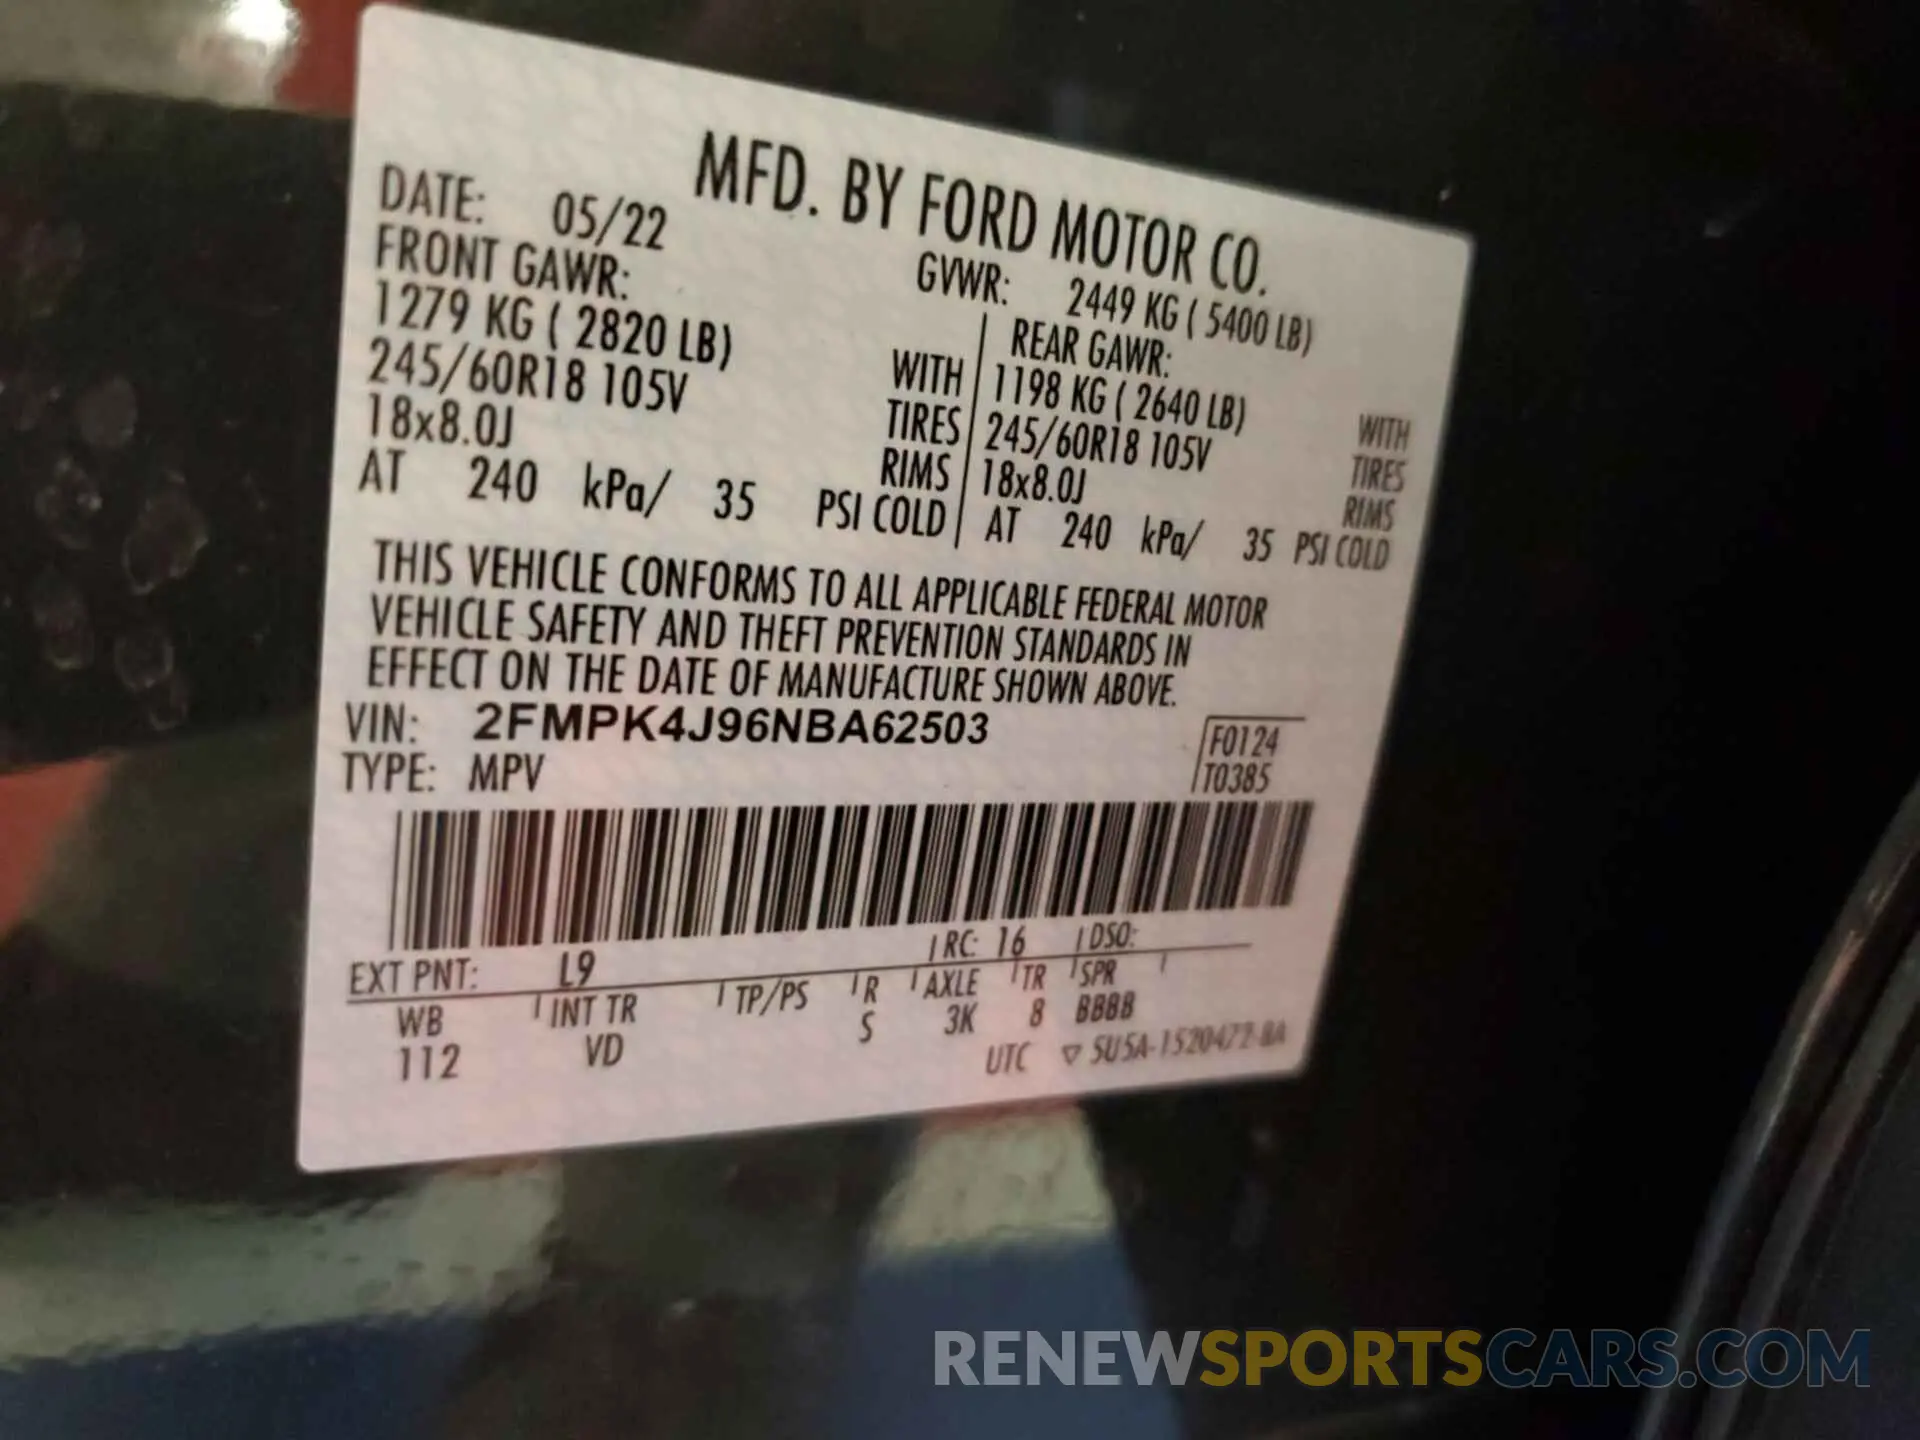 MFD. BY FORD MOTOR CO.
DATE: 05/22 GVWR: 2449 KG ( 5400 LB)
FRONT GAWR: REAR GAWR:
1279 KG ( 2820 LB) WITH 1198 KG ( 2640 LB) WITH
245/60R18 105V TIRES 245/60R18 105V TIRES
18x8.0J RIMS 18x8.0J RIMS
AT 240 kPa/ 35 PSI COLD AT 240 kPa/ 35 PSI COLD
THIS VEHICLE CONFORMS TO ALL APPLICABLE FEDERAL MOTOR
VEHICLE SAFETY AND THEFT PREVENTION STANDARDS IN
EFFECT ON THE DATE OF MANUFACTURE SHOWN ABOVE.
VIN: 2FMPK4J96NBA62503 F0124
TYPE: MPV T0385
EXT PNT: L9 RC: 16 DSO:
WB INT TR TP/PS R AXLE TR SPR
112 VD S 3K 8 BBBB
UTC ▽ 5U5A-1520472-BA
RENEWSPORTSCARS.COM